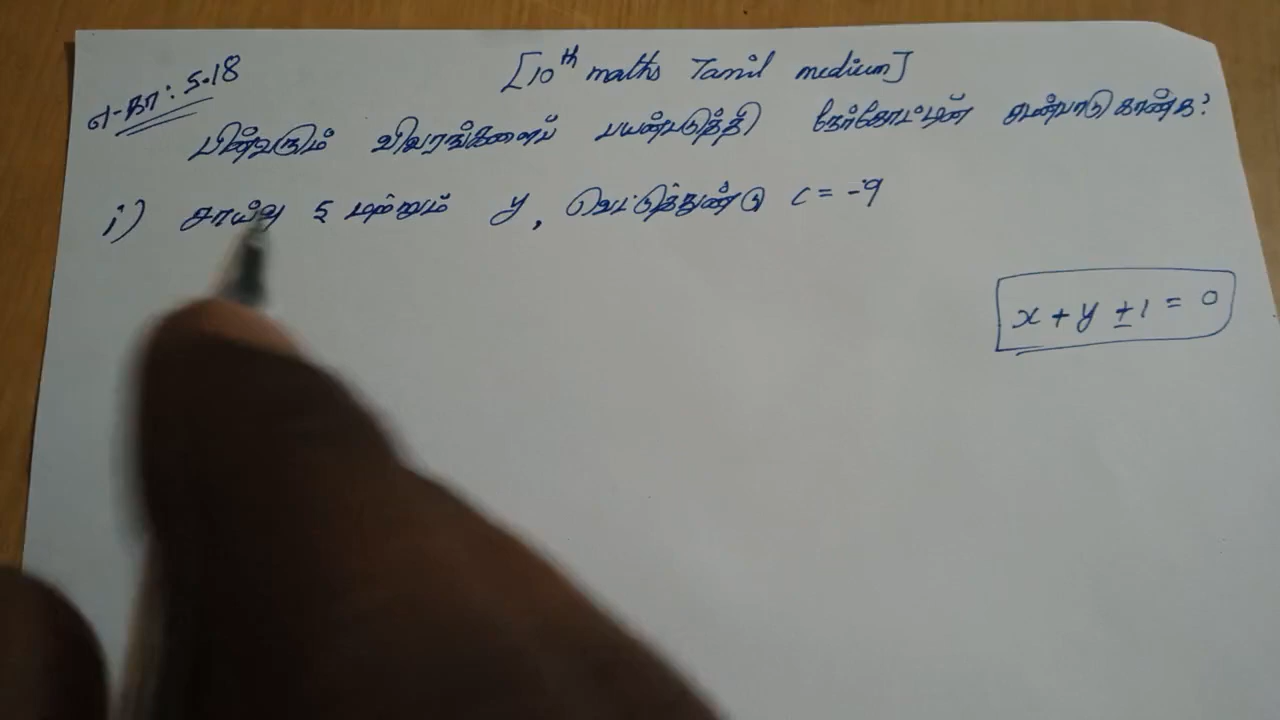 எ-கா: 5.18
[10th maths Tamil medium]
பின்வரும் விவரங்களைப் பயன்படுத்தி நேர்கோட்டின் சமன்பாடு காண்க?
i) சாய்வு 5 மற்றும் y, வெட்டுத்துண்டு c = -9
x + y ± 1 = 0